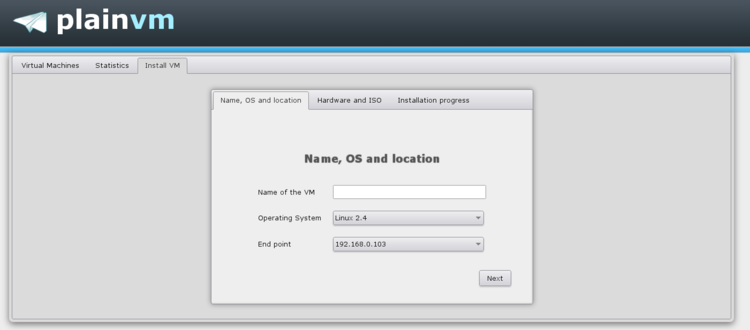 plainvm
Virtual Machines Statistics Install VM
Name, OS and location Hardware and ISO Installation progress
Name, OS and location
Name of the VM
Operating System Linux 2.4
End point 192.168.0.103
Next